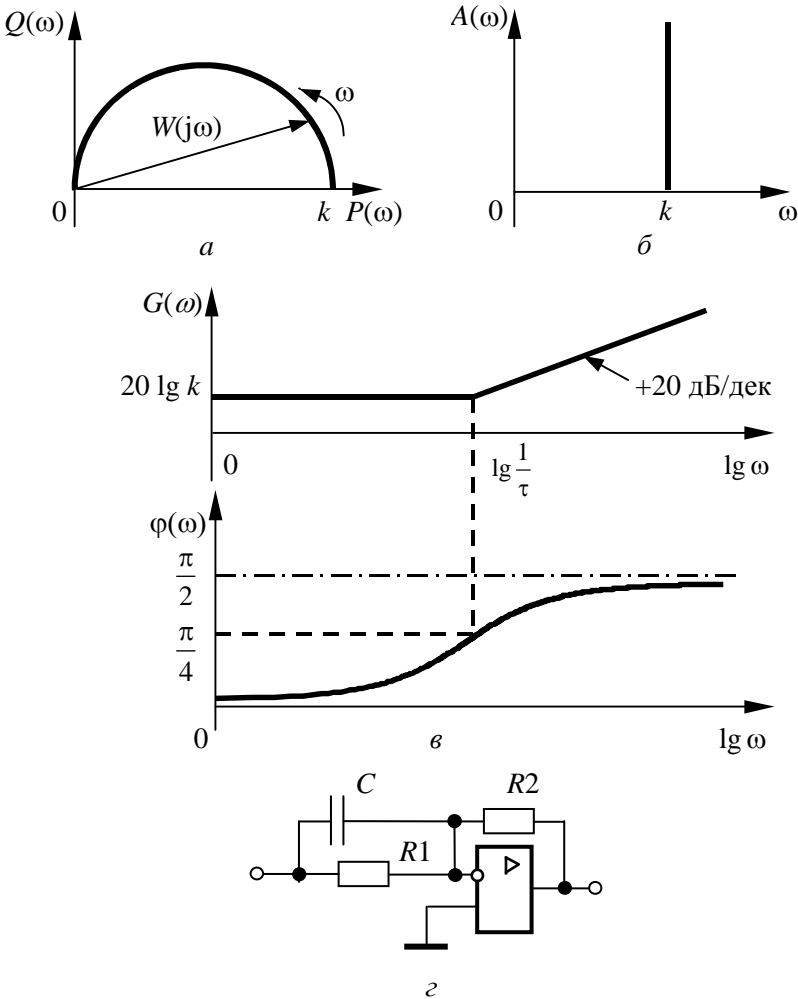 Q(ω)
A(ω)
ω
W(jω)
0
k P(ω)
0
k
ω
а
б
G(ω)
20 lg k
+20 дБ/дек
0
lg 1/τ
lg ω
φ(ω)
π/2
π/4
0
в
lg ω
C
R2
R1
г